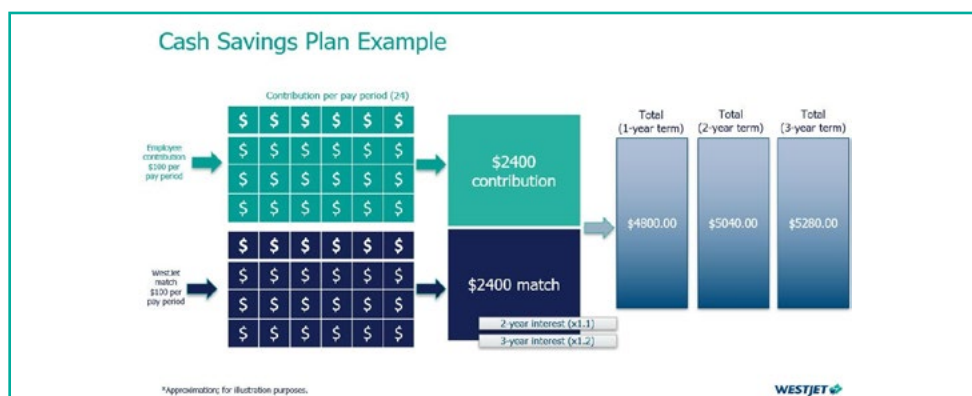 Cash Savings Plan Example
Contribution per pay period (24)
$ $ $ $ $ $
$ $ $ $ $ $
$ $ $ $ $ $
$ $ $ $ $ $
Employee
contribution
$100 per
pay period
$2400
contribution
$ $ $ $ $ $
$ $ $ $ $ $
$ $ $ $ $ $
$ $ $ $ $ $
WestJet
match
$100 per
pay period
$2400 match
2-year interest (x1.1)
3-year interest (x1.2)
Total
(1-year term)
$4800.00
Total
(2-year term)
$5040.00
Total
(3-year term)
$5280.00
*Approximation; for illustration purposes.
WESTJET